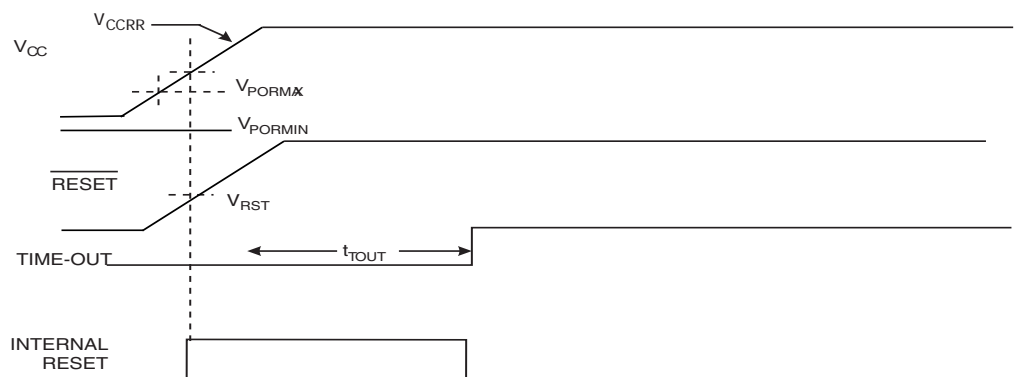 VCCRR
VCC
VPORMAX
VPORMIN
RESET
VRST
tTOUT
TIME-OUT
INTERNAL
RESET